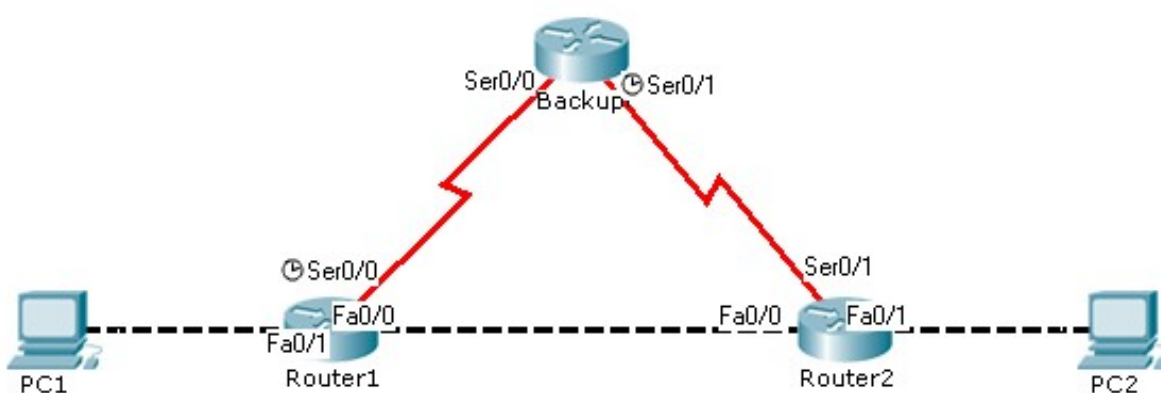 Ser0/0
Ser0/1
Backup
Ser0/0
Ser0/1
Fa0/0
Fa0/0
Fa0/1
Fa0/1
PC1
Router1
Router2
PC2